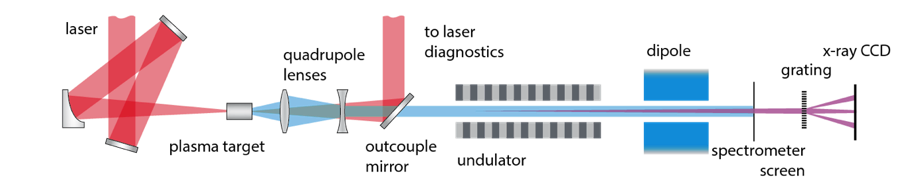 laser
quadrupole
lenses
to laser
diagnostics
dipole
x-ray CCD
grating
plasma target
outcouple
mirror
undulator
spectrometer
screen